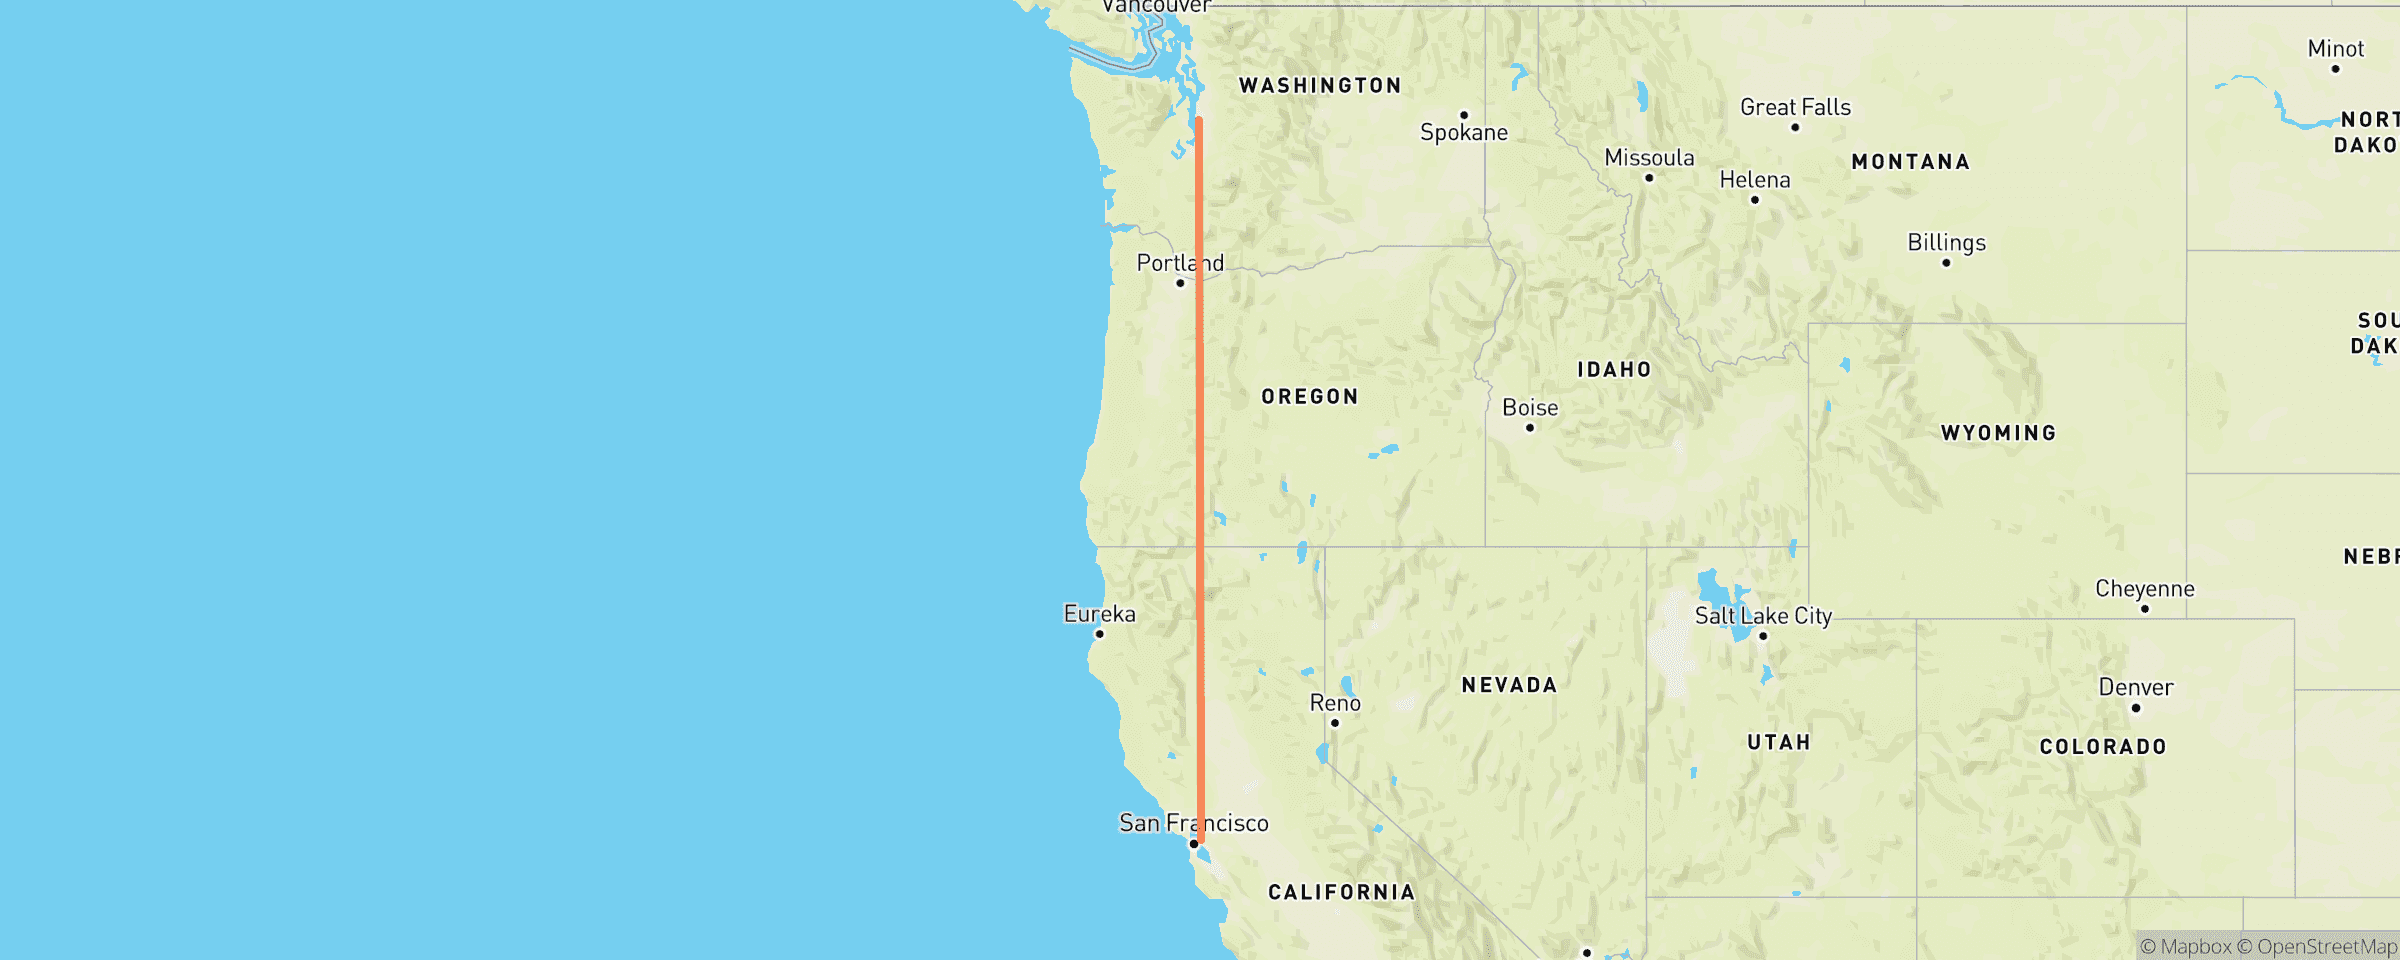 Vancouver
Minot
WASHINGTON
Great Falls
NORT
DAKO
Spokane
Missoula
MONTANA
Helena
Billings
Portland
SOU
DAK
IDAHO
OREGON
Boise
WYOMING
NEBR
Cheyenne
Eureka
Salt Lake City
NEVADA
Denver
Reno
UTAH
COLORADO
San Francisco
CALIFORNIA
© Mapbox © OpenStreetMap